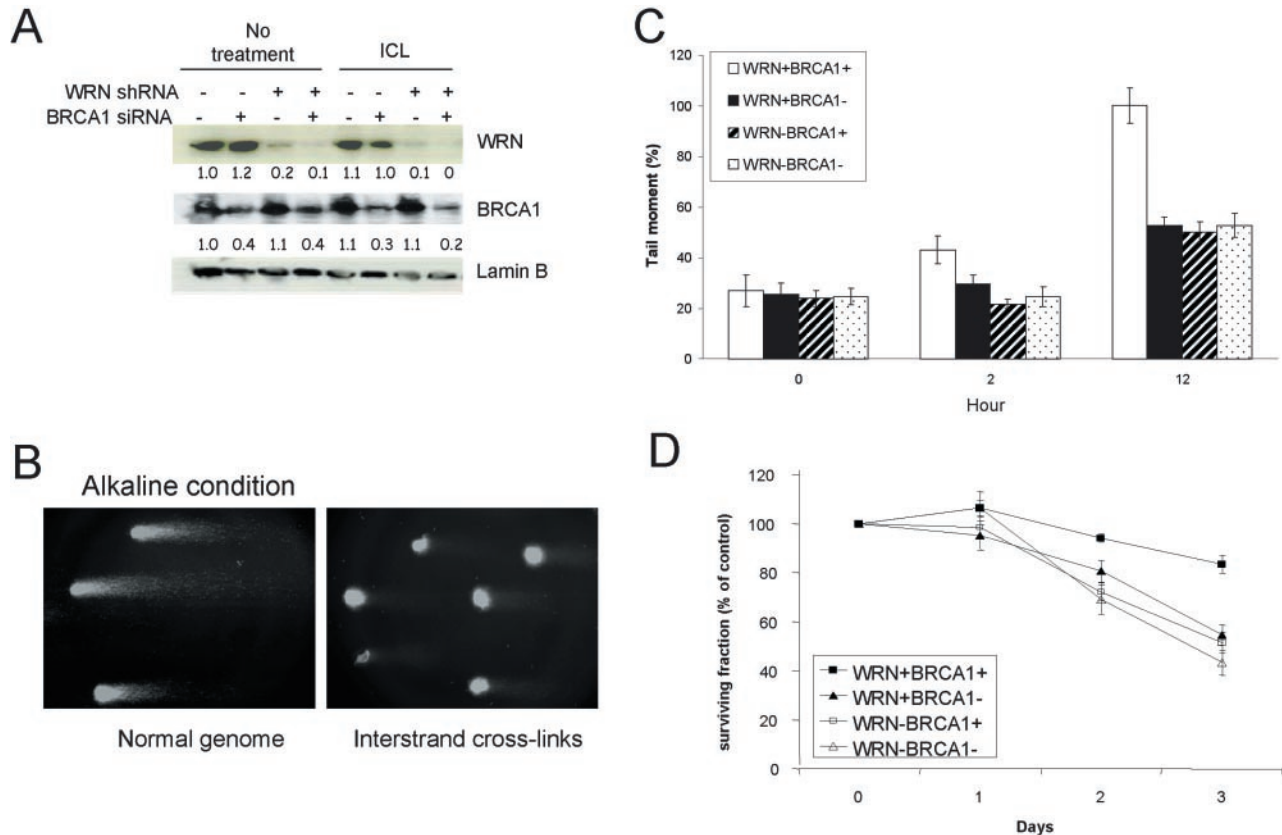 A
No treatment
ICL
WRN shRNA - - + + - - + +
BRCA1 siRNA - + - + - + - +
WRN
1.0 1.2 0.2 0.1 1.1 1.0 0.1 0
BRCA1
1.0 0.4 1.1 0.4 1.1 0.3 1.1 0.2
Lamin B
B
Alkaline condition
Normal genome
Interstrand cross-links
C
WRN+BRCA1+
WRN+BRCA1-
WRN-BRCA1+
WRN-BRCA1-
Tail moment (%)
120
100
80
60
40
20
0
0 2 12
Hour
D
surviving fraction (% of control)
120
100
80
60
40
20
0
WRN+BRCA1+
WRN+BRCA1-
WRN-BRCA1+
WRN-BRCA1-
0 1 2 3
Days